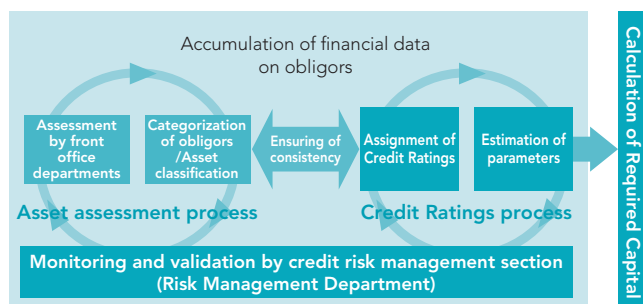 Accumulation of financial data
on obligors
Assessment
by front
office
departments
Categorization
of obligors
/Asset
classification
Ensuring of
consistency
Assignment of
Credit Ratings
Estimation of
parameters
Asset assessment process
Credit Ratings process
Monitoring and validation by credit risk management section
(Risk Management Department)
Calculation of Required Capital